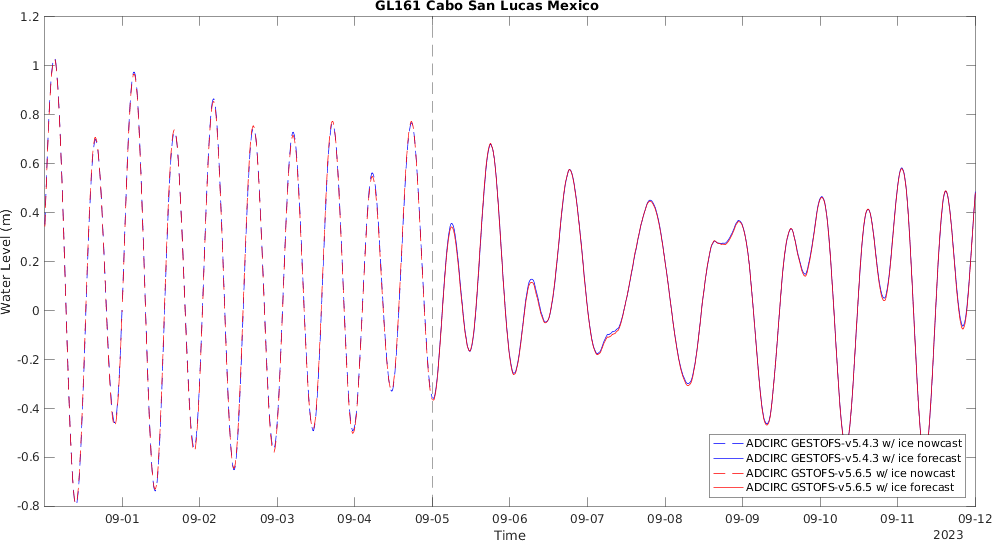 GL161 Cabo San Lucas Mexico
1.2
1
0.8
0.6
0.4
0.2
0
-0.2
-0.4
-0.6
-0.8
Water Level (m)
09-01 09-02 09-03 09-04 09-05 09-06 09-07 09-08 09-09 09-10 09-11 09-12
Time
2023
ADCIRC GESTOFS-v5.4.3 w/ ice nowcast
ADCIRC GESTOFS-v5.4.3 w/ ice forecast
ADCIRC GSTOFS-v5.6.5 w/ ice nowcast
ADCIRC GSTOFS-v5.6.5 w/ ice forecast